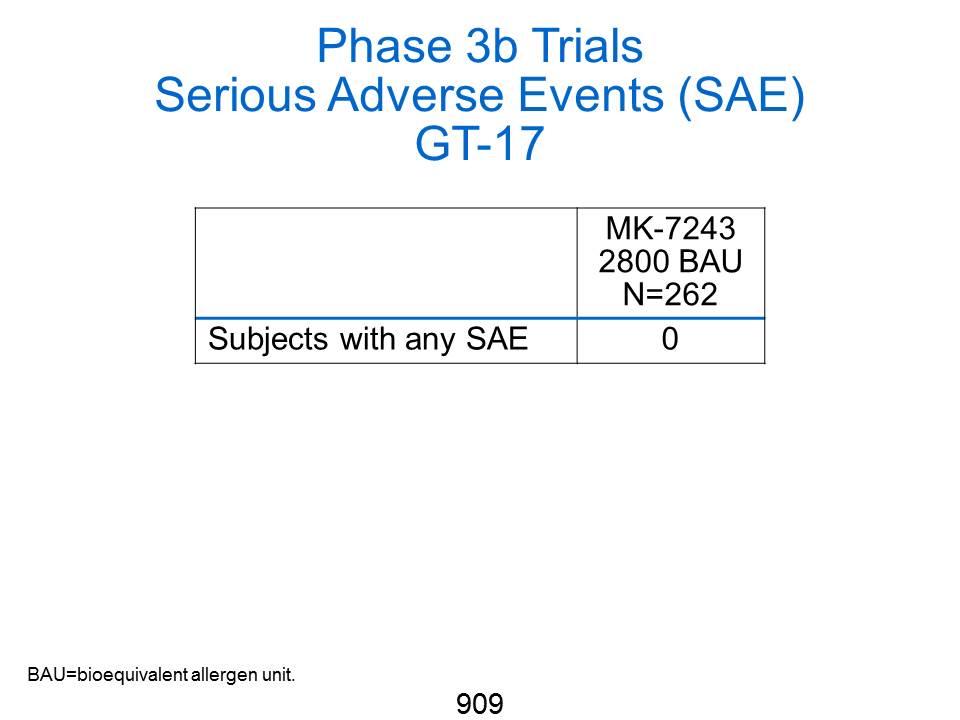 Phase 3b Trials
Serious Adverse Events (SAE)
GT-17
MK-7243
2800 BAU
N=262
Subjects with any SAE 0
BAU=bioequivalent allergen unit.
909